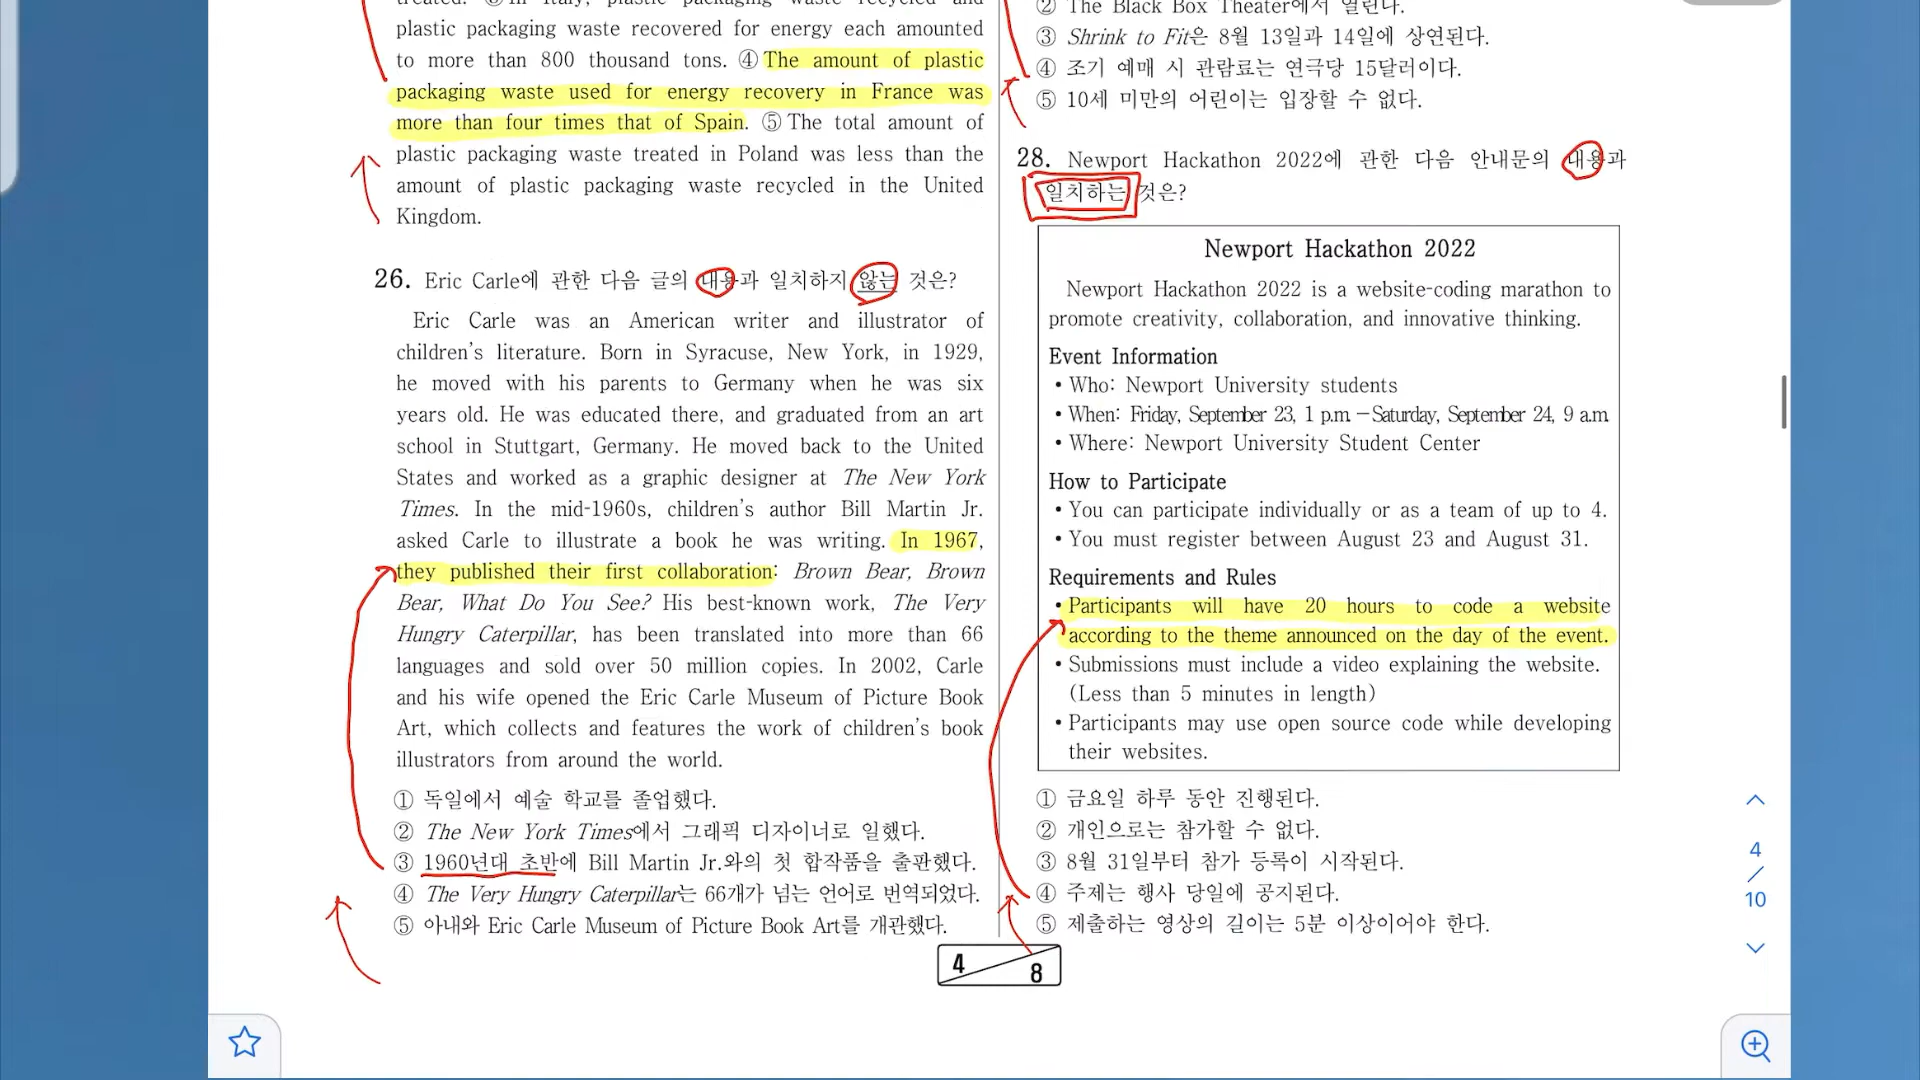 treated. ③ In Italy, plastic packaging waste recycled and
plastic packaging waste recovered for energy each amounted
to more than 800 thousand tons. ④ The amount of plastic
packaging waste used for energy recovery in France was
more than four times that of Spain. ⑤ The total amount of
plastic packaging waste treated in Poland was less than the
amount of plastic packaging waste recycled in the United
Kingdom.
26. Eric Carle에 관한 다음 글의 내용과 일치하지 않는 것은?
Eric Carle was an American writer and illustrator of
children's literature. Born in Syracuse, New York, in 1929,
he moved with his parents to Germany when he was six
years old. He was educated there, and graduated from an art
school in Stuttgart, Germany. He moved back to the United
States and worked as a graphic designer at The New York
Times. In the mid-1960s, children's author Bill Martin Jr.
asked Carle to illustrate a book he was writing. In 1967,
they published their first collaboration: Brown Bear, Brown
Bear, What Do You See? His best-known work, The Very
Hungry Caterpillar, has been translated into more than 66
languages and sold over 50 million copies. In 2002, Carle
and his wife opened the Eric Carle Museum of Picture Book
Art, which collects and features the work of children's book
illustrators from around the world.
① 독일에서 예술 학교를 졸업했다.
② The New York Times에서 그래픽 디자이너로 일했다.
③ 1960년대 초반에 Bill Martin Jr.와의 첫 합작품을 출판했다.
④ The Very Hungry Caterpillar는 66개가 넘는 언어로 번역되었다.
⑤ 아내와 Eric Carle Museum of Picture Book Art를 개관했다.
② The Black Box Theater에서 열린다.
③ Shrink to Fit은 8월 13일과 14일에 상연된다.
④ 조기 예매 시 관람료는 연극당 15달러이다.
⑤ 10세 미만의 어린이는 입장할 수 없다.
28. Newport Hackathon 2022에 관한 다음 안내문의 내용과
일치하는 것은?
Newport Hackathon 2022
Newport Hackathon 2022 is a website-coding marathon to
promote creativity, collaboration, and innovative thinking.
Event Information
• Who: Newport University students
• When: Friday, September 23, 1 p.m. – Saturday, September 24, 9 a.m.
• Where: Newport University Student Center
How to Participate
• You can participate individually or as a team of up to 4.
• You must register between August 23 and August 31.
Requirements and Rules
• Participants will have 20 hours to code a website
according to the theme announced on the day of the event.
• Submissions must include a video explaining the website.
(Less than 5 minutes in length)
• Participants may use open source code while developing
their websites.
① 금요일 하루 동안 진행된다.
② 개인으로는 참가할 수 없다.
③ 8월 31일부터 참가 등록이 시작된다.
④ 주제는 행사 당일에 공지된다.
⑤ 제출하는 영상의 길이는 5분 이상이어야 한다.
4 8
4
/
10